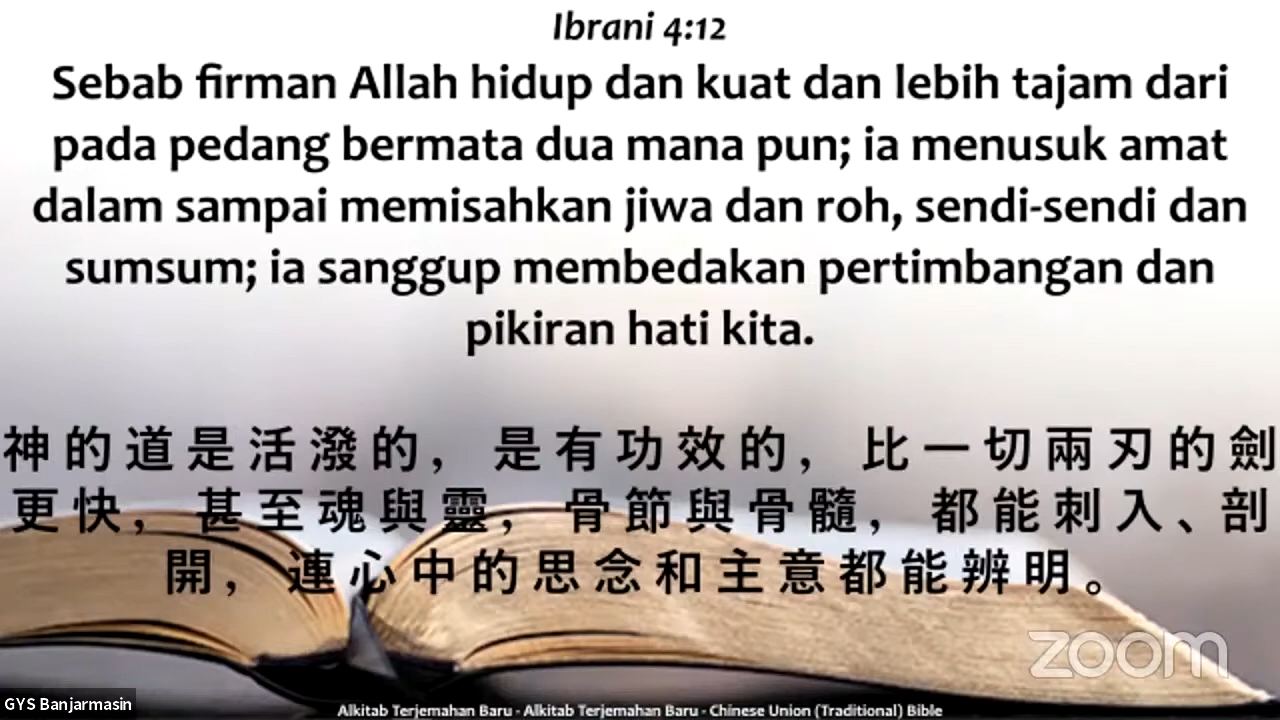 Ibrani 4:12
Sebab firman Allah hidup dan kuat dan lebih tajam dari
pada pedang bermata dua mana pun; ia menusuk amat
dalam sampai memisahkan jiwa dan roh, sendi-sendi dan
sumsum; ia sanggup membedakan pertimbangan dan
pikiran hati kita.
神的道是活潑的，是有功效的，比一切兩刃的劍
更快，甚至魂與靈，骨節與骨髓，都能刺入、剖
開，連心中的思念和主意都能辨明。
zoom
GYS Banjarmasin
Alkitab Terjemahan Baru - Alkitab Terjemahan Baru - Chinese Union (Traditional) Bible